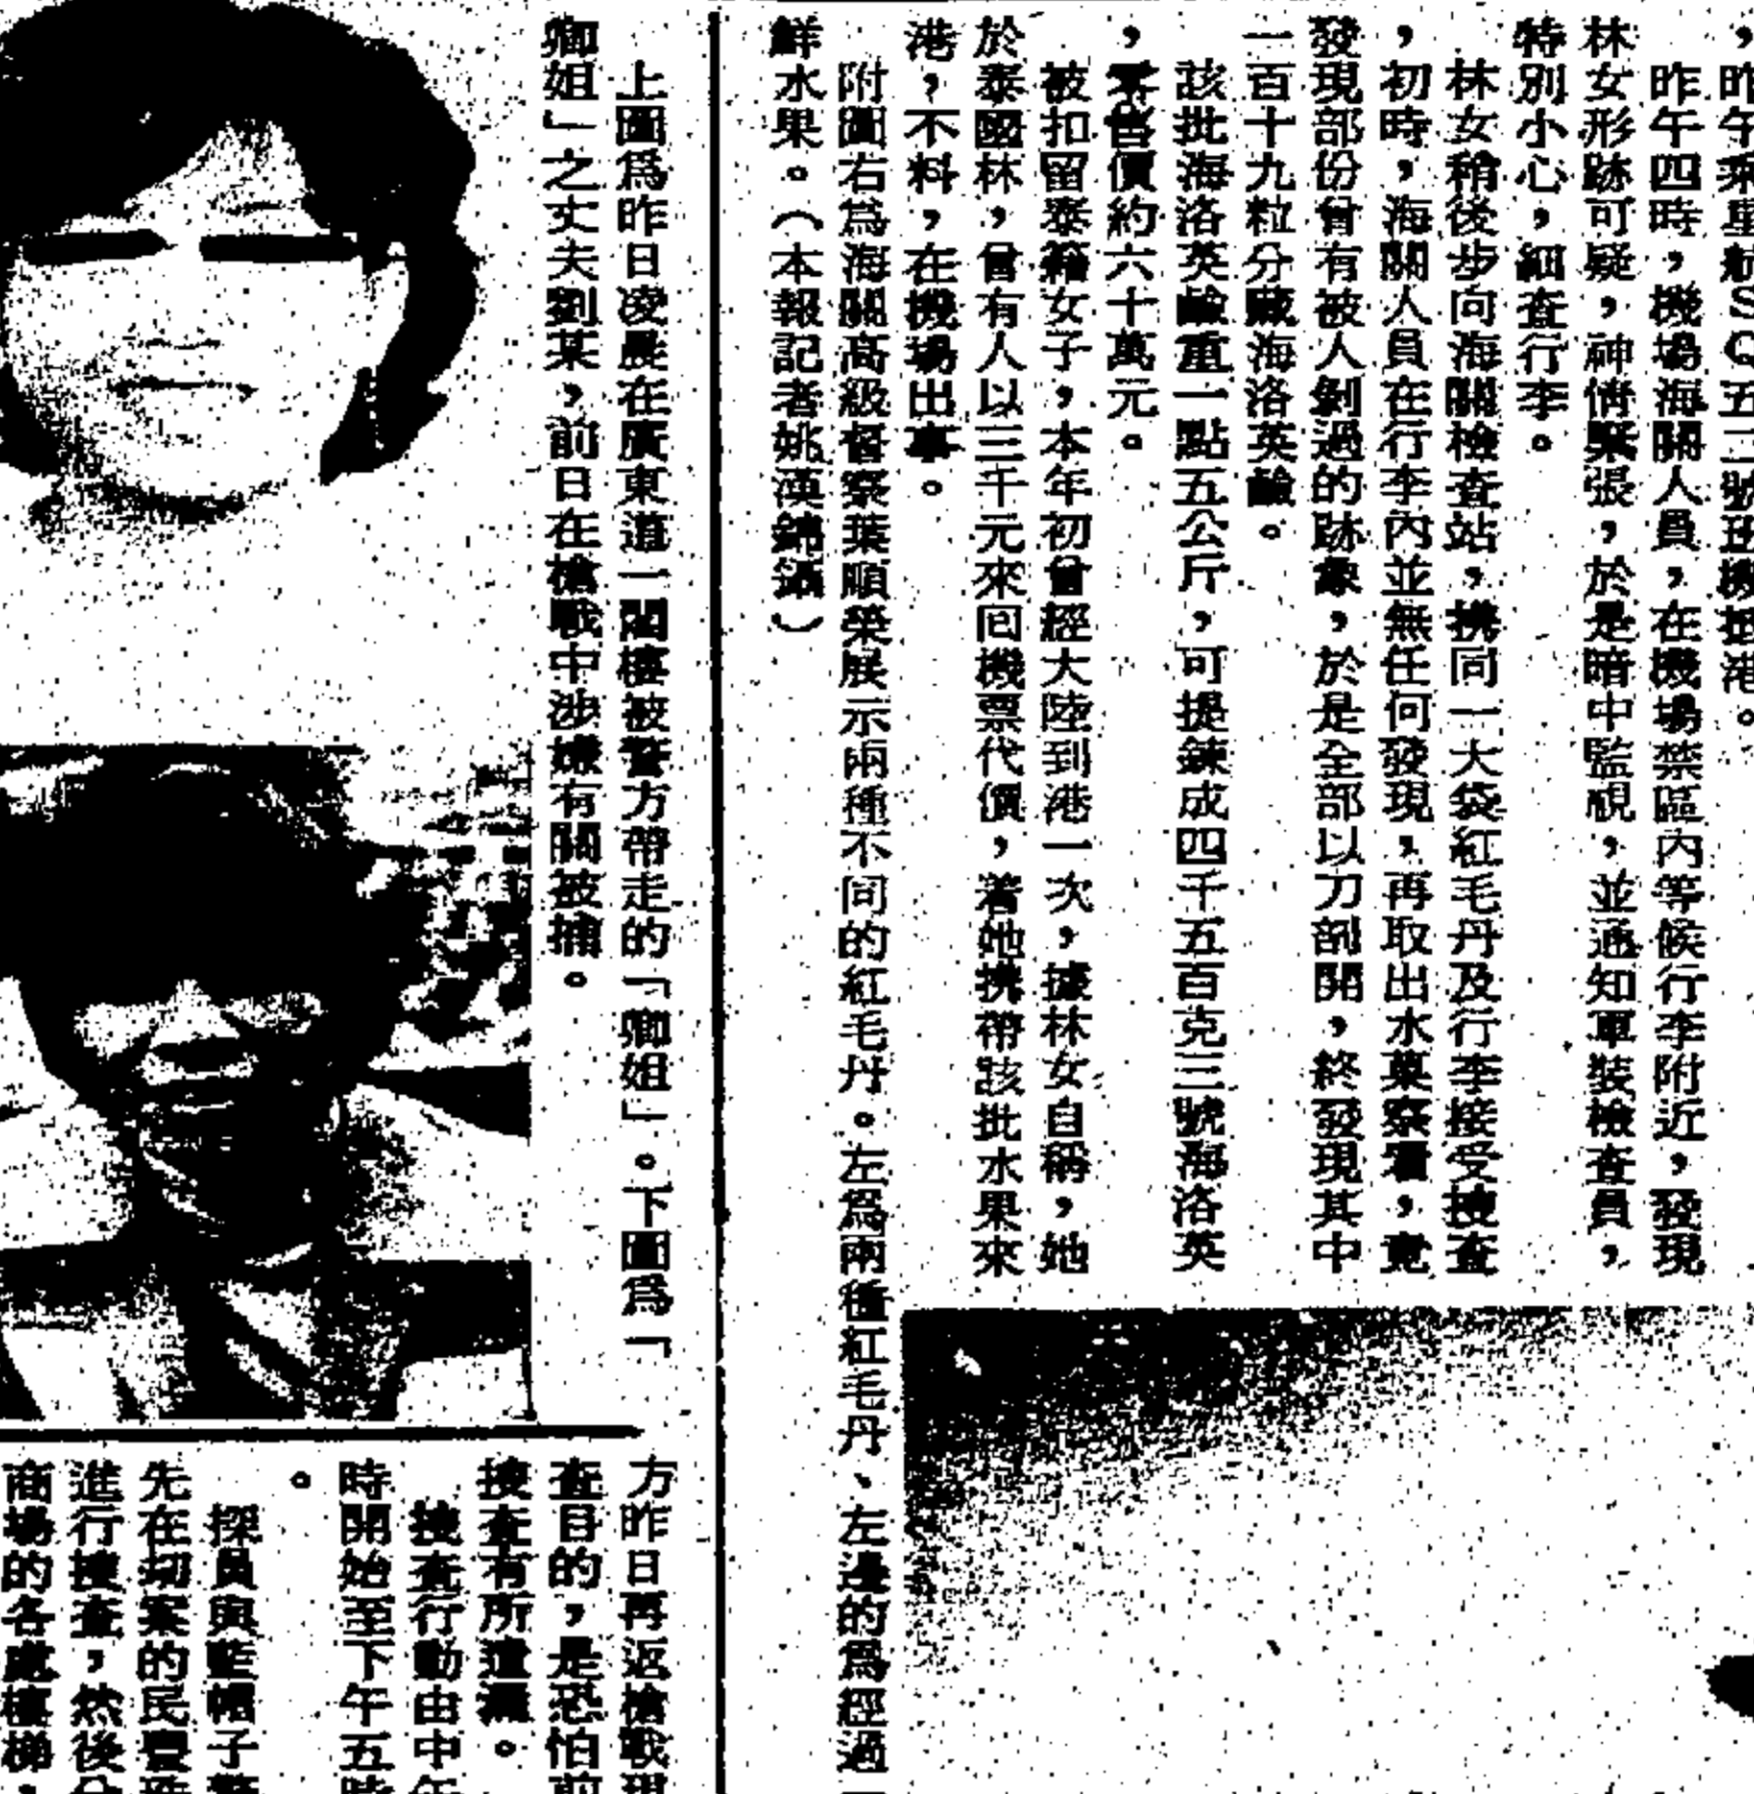 ，昨午乘星航ＳＱ五二號班機抵港。
昨午四時，機場海關人員，在機場禁區內等候行李附近，發現
林女形跡可疑，神情緊張，於是暗中監視，並通知軍裝檢查員，
特別小心，細查行李。
林女稍後步向海關檢查站，携同一大袋紅毛丹及行李接受搜查
，初時，海關人員在行李內並無任何發現，再取出水菓察看，竟
發現部份曾有被人剝過的跡象，於是全部以刀剖開，終發現其中
一百十九粒分藏海洛英鹼。
該批海洛英鹼重一點五公斤，可提鍊成四千五百克三號海洛英
，零售價約六十萬元。
被扣留泰籍女子，本年初曾經大陸到港一次，據林女自稱，她
於泰國林，曾有人以三千元來回機票代價，着她携帶該批水果來
港，不料，在機場出事。
附圖右為海關高級督察葉順榮展示兩種不同的紅毛丹。左為兩種紅毛丹、左邊的為經過
鮮水果。（本報記者姚漢錦攝）
上圖為昨日凌晨在廣東道一閣樓被警方帶走的「卿姐」。下圖為「
卿姐」之丈夫劉某，前日在槍戰中涉嫌有關被捕。
方昨日再返槍戰現
查目的，是恐怕前
搜查有所遺漏。
搜查行動由中午
時開始至下午五時
。
探員與藍帽子警
先在劫案的民豐珠
進行搜查，然後分
商場的各處樓梯，